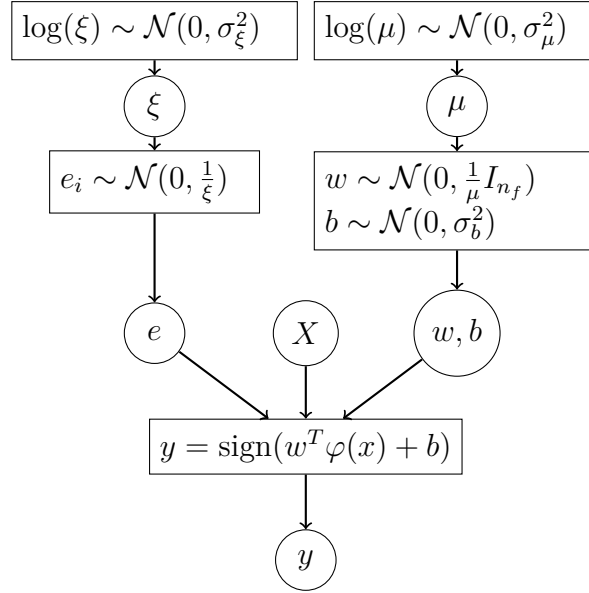 log(ξ) ∼ 𝒩(0, σ_ξ^2)
log(μ) ∼ 𝒩(0, σ_μ^2)
ξ
μ
e_i ∼ 𝒩(0, 1/ξ)
w ∼ 𝒩(0, 1/μ I_{n_f})
b ∼ 𝒩(0, σ_b^2)
e
X
w, b
y = sign(w^T φ(x) + b)
y